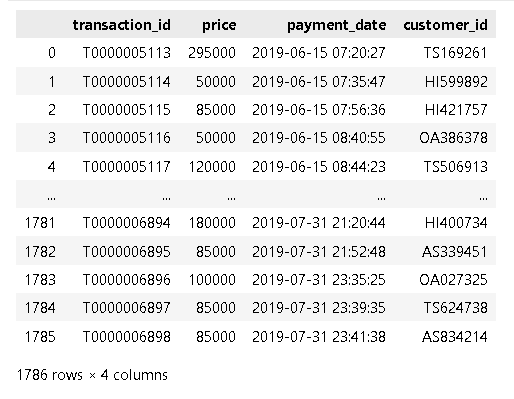 transaction_id price payment_date customer_id
0 T0000005113 295000 2019-06-15 07:20:27 TS169261
1 T0000005114 50000 2019-06-15 07:35:47 HI599892
2 T0000005115 85000 2019-06-15 07:56:36 HI421757
3 T0000005116 50000 2019-06-15 08:40:55 OA386378
4 T0000005117 120000 2019-06-15 08:44:23 TS506913
... ... ... ... ...
1781 T0000006894 180000 2019-07-31 21:20:44 HI400734
1782 T0000006895 85000 2019-07-31 21:52:48 AS339451
1783 T0000006896 100000 2019-07-31 23:35:25 OA027325
1784 T0000006897 85000 2019-07-31 23:39:35 TS624738
1785 T0000006898 85000 2019-07-31 23:41:38 AS834214
1786 rows × 4 columns